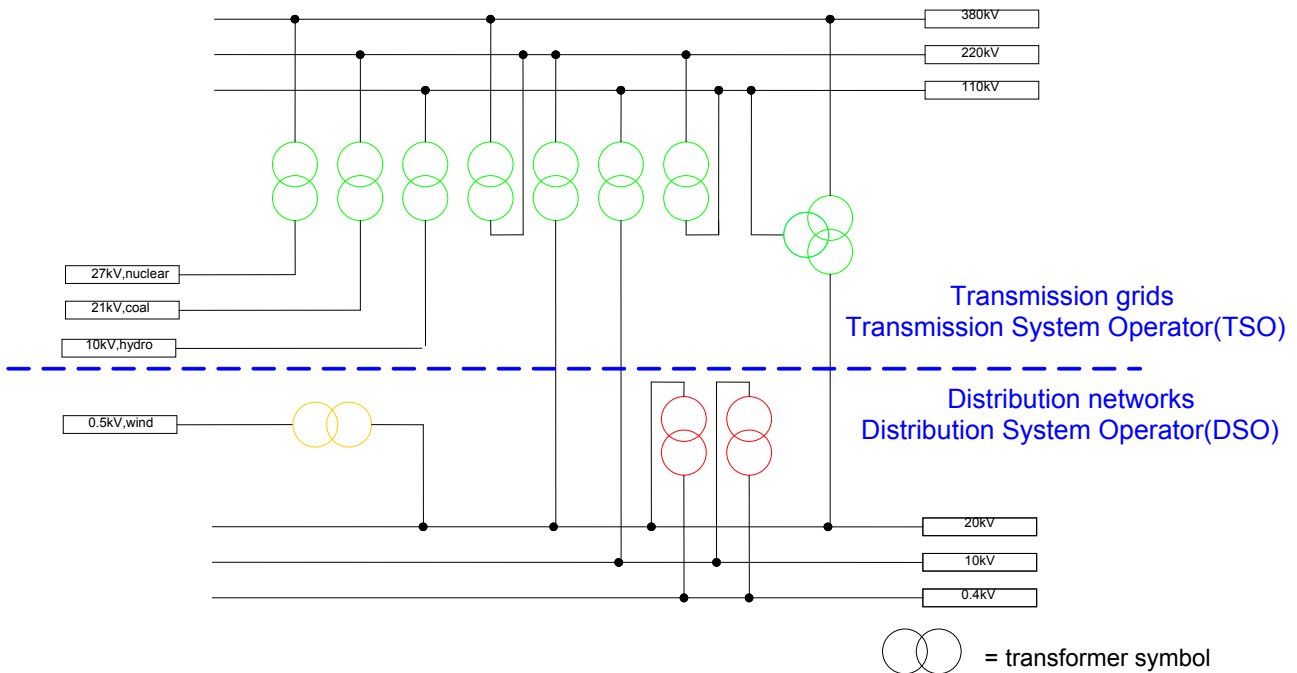 380kV
220kV
110kV
27kV,nuclear
21kV,coal
10kV,hydro
Transmission grids
Transmission System Operator(TSO)
0.5kV,wind
Distribution networks
Distribution System Operator(DSO)
20kV
10kV
0.4kV
= transformer symbol